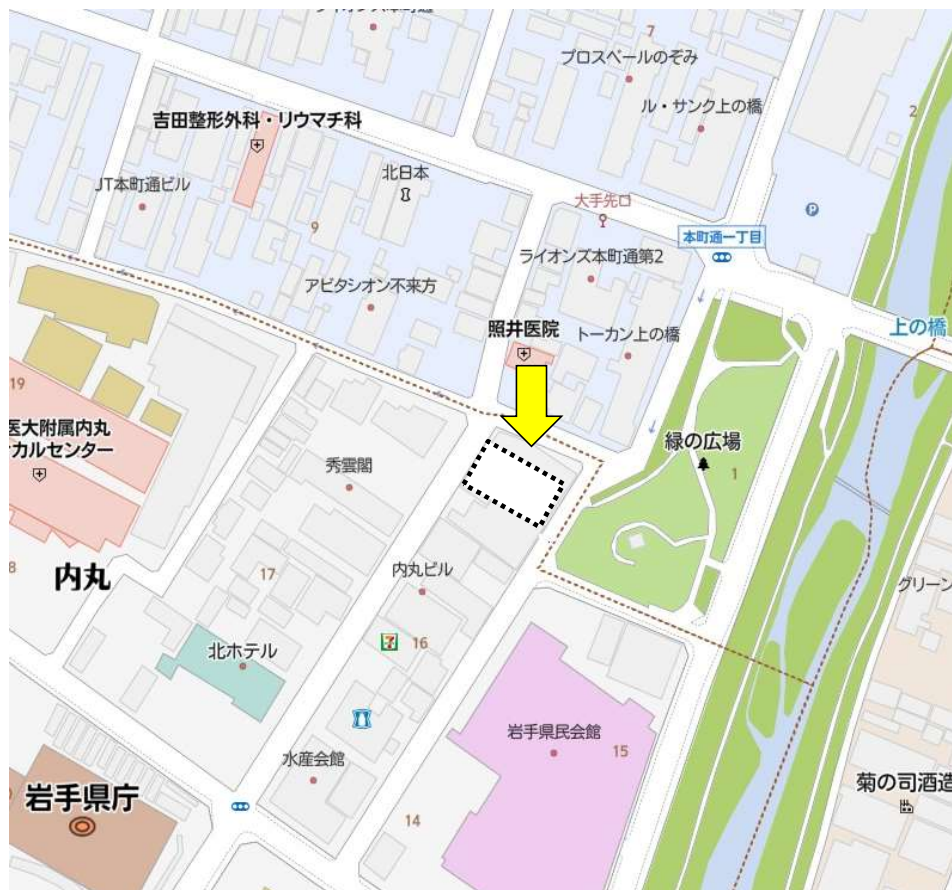 7
プロスペールのぞみ
ル・サンク上の橋
2
吉田整形外科・リウマチ科
北日本
JT本町通ビル
大手先口
P
9
本町通一丁目
ライオンズ本町通第2
アビタシオン不来方
上の橋
照井医院
トーカン上の橋
19
医大附属内丸
カルセンター
緑の広場
1
秀雲閣
内丸ビル
8
内丸
17
グリーン
7
16
北ホテル
岩手県民会館
15
水産会館
菊の司酒造
岩手県庁
14